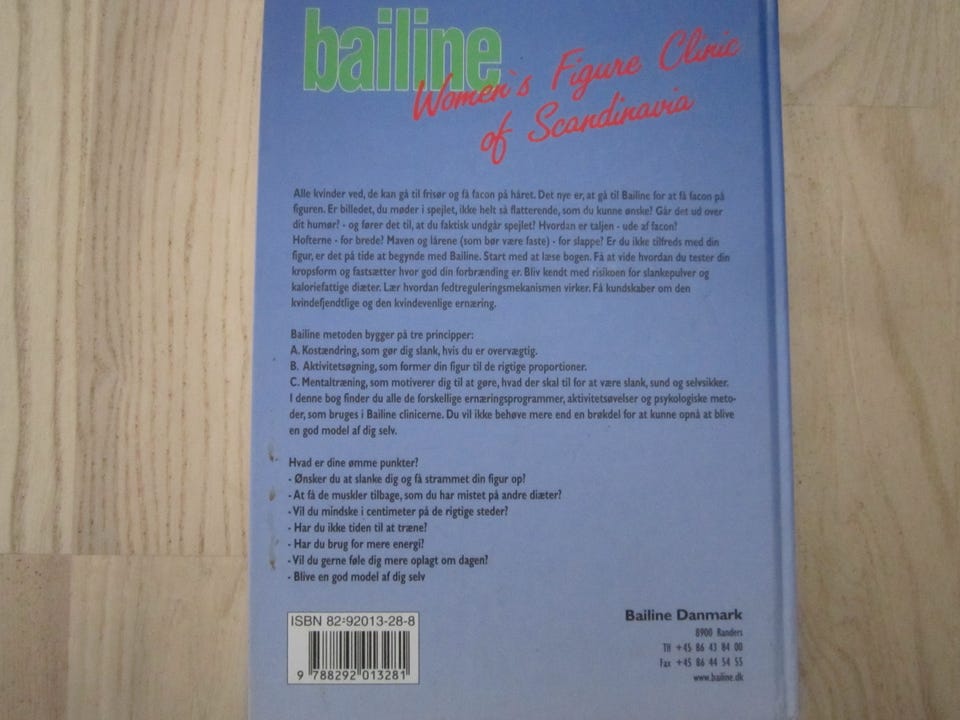 bailine
Women's Figure Clinic
of Scandinavia
Alle kvinder ved, de kan gå til frisør og få facon på håret. Det nye er, at gå til Bailine for at få facon på
figuren. Er billedet, du møder i spejlet, ikke helt så flatterende, som du kunne ønske? Går det ud over
dit humør? - og fører det til, at du faktisk undgår spejlet? Hvordan er taljen - ude af facon?
Hofterne - for brede? Maven og lårene (som bør være faste) - for slappe? Er du ikke tilfreds med din
figur, er det på tide at begynde med Bailine. Start med at læse bogen. Få at vide hvordan du tester din
kropsform og fastsætter hvor god din forbrænding er. Bliv kendt med risikoen for slankepulver og
kaloriefattige diæter. Lær hvordan fedtreguleringsmekanismen virker. Få kundskaber om den
kvindefjendtlige og den kvindevenlige ernæring.
Bailine metoden bygger på tre principper:
A. Kostændring, som gør dig slank, hvis du er overvægtig.
B. Aktivitetsøgning, som former din figur til de rigtige proportioner.
C. Mentaltræning, som motiverer dig til at gøre, hvad der skal til for at være slank, sund og selvsikker.
I denne bog finder du alle de forskellige ernæringsprogrammer, aktivitetsøvelser og psykologiske meto-
der, som bruges i Bailine clinicerne. Du vil ikke behøve mere end en brøkdel for at kunne opnå at blive
en god model af dig selv.
Hvad er dine ømme punkter?
- Ønsker du at slanke dig og få strammet din figur op?
- At få de muskler tilbage, som du har mistet på andre diæter?
- Vil du mindske i centimeter på de rigtige steder?
- Har du ikke tiden til at træne?
- Har du brug for mere energi?
- Vil du gerne føle dig mere oplagt om dagen?
- Blive en god model af dig selv
ISBN 82-92013-28-8
9 788292 013281
Bailine Danmark
8900 Randers
Tlf +45 86 43 84 00
Fax +45 86 44 54 55
www.bailine.dk